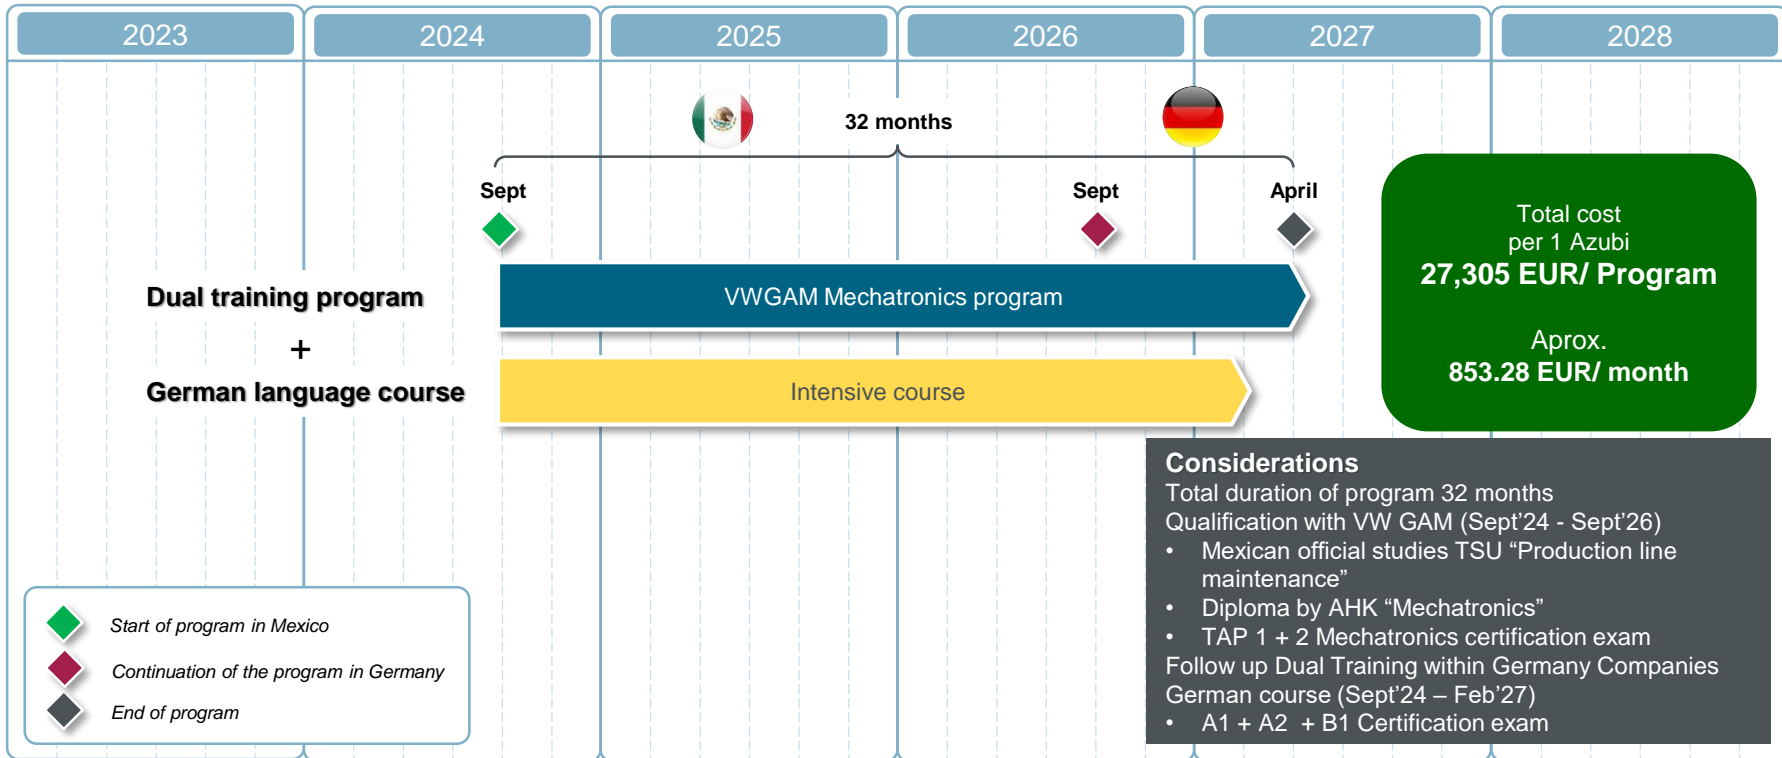 2023 2024 2025 2026 2027 2028
32 months
Sept Sept April
Dual training program
+
German language course
VWGAM Mechatronics program
Intensive course
Total cost
per 1 Azubi
27,305 EUR/ Program
Aprox.
853.28 EUR/ month
Considerations
Total duration of program 32 months
Qualification with VW GAM (Sept’24 - Sept’26)
• Mexican official studies TSU “Production line
maintenance”
• Diploma by AHK “Mechatronics”
• TAP 1 + 2 Mechatronics certification exam
Follow up Dual Training within Germany Companies
German course (Sept’24 – Feb’27)
• A1 + A2 + B1 Certification exam
Start of program in Mexico
Continuation of the program in Germany
End of program